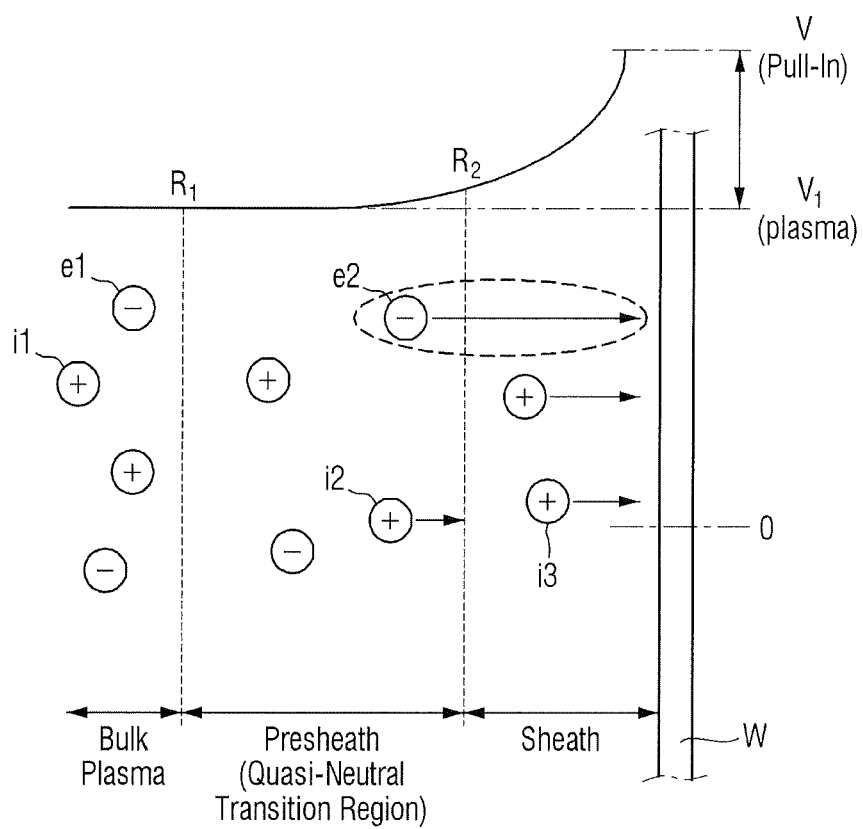 V
(Pull-In)
R1
R2
V1
(plasma)
e1
−
e2
−
i1
+
+
+
+
i2
+
+
i3
0
−
−
Bulk
Plasma
Presheath
(Quasi-Neutral
Transition Region)
Sheath
W